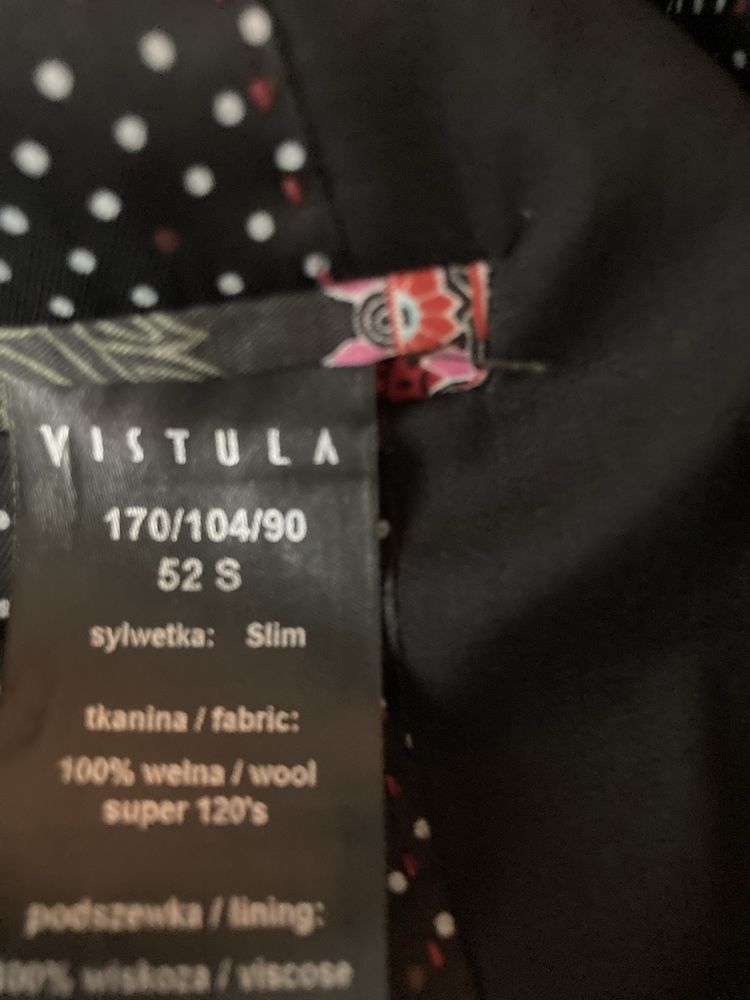 VISTULA
170/104/90
52 S
sylwetka: Slim
tkanina / fabric:
100% wełna / wool
super 120's
podszewka / lining:
100% wiskoza / viscose